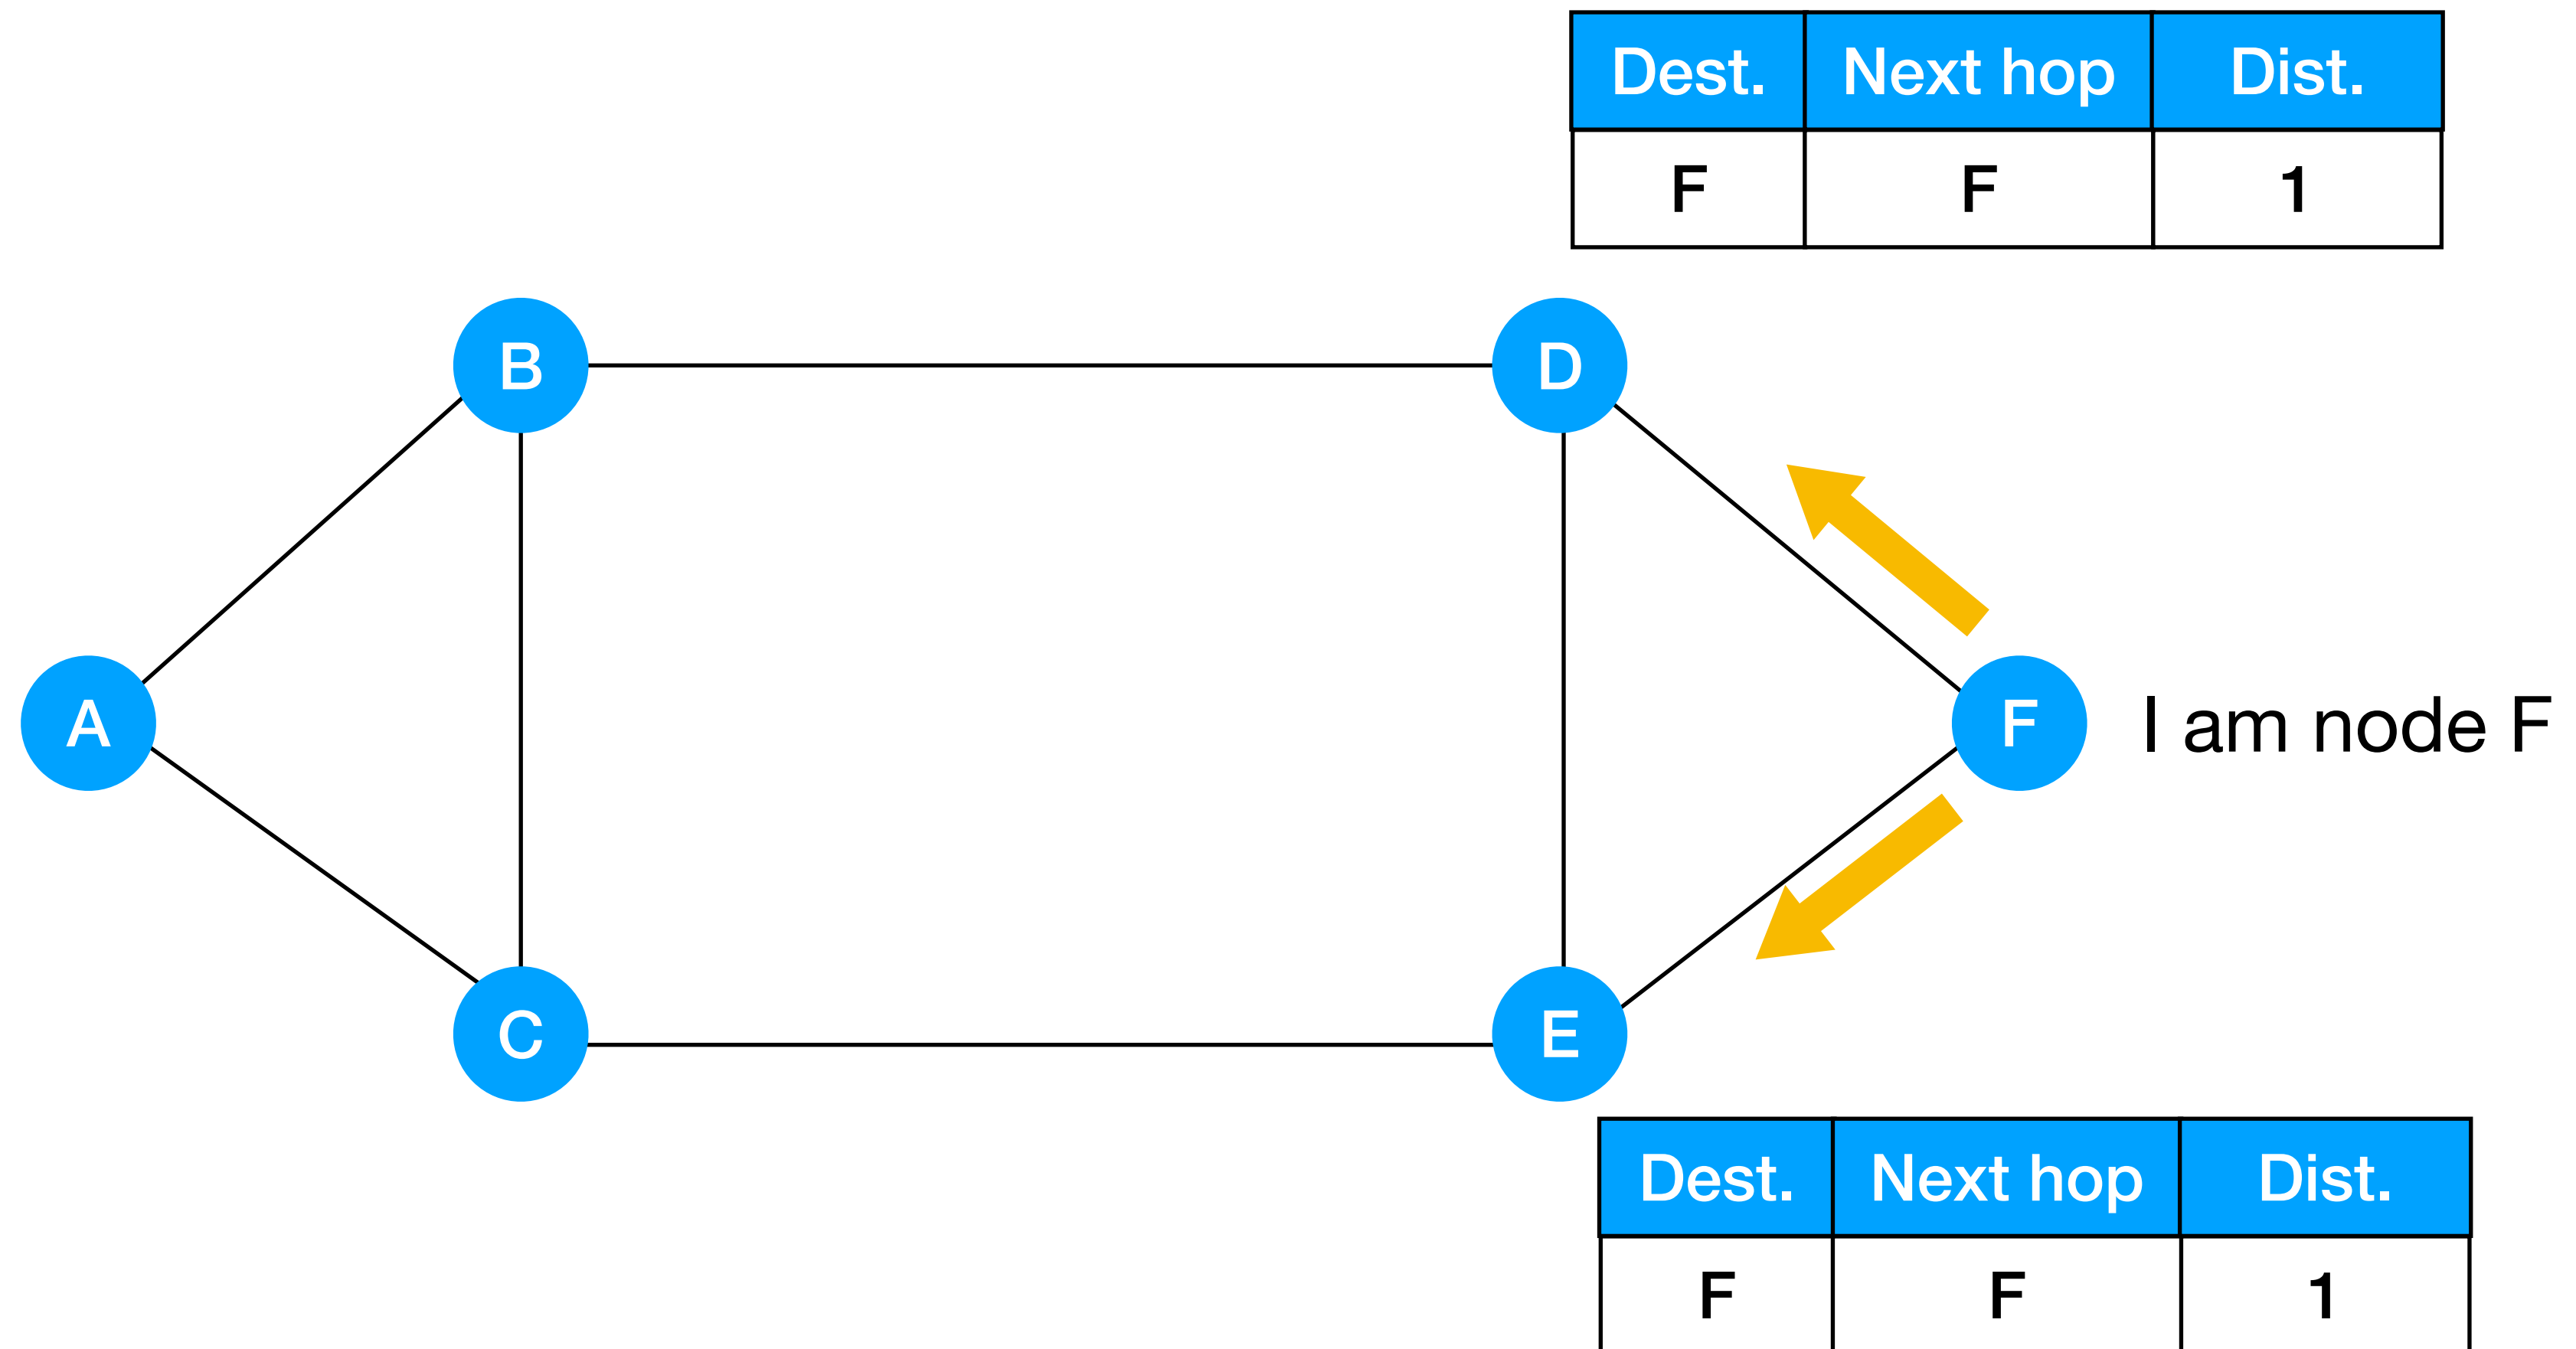 Dest. Next hop Dist.
F F 1
B D
A F I am node F
C E
Dest. Next hop Dist.
F F 1